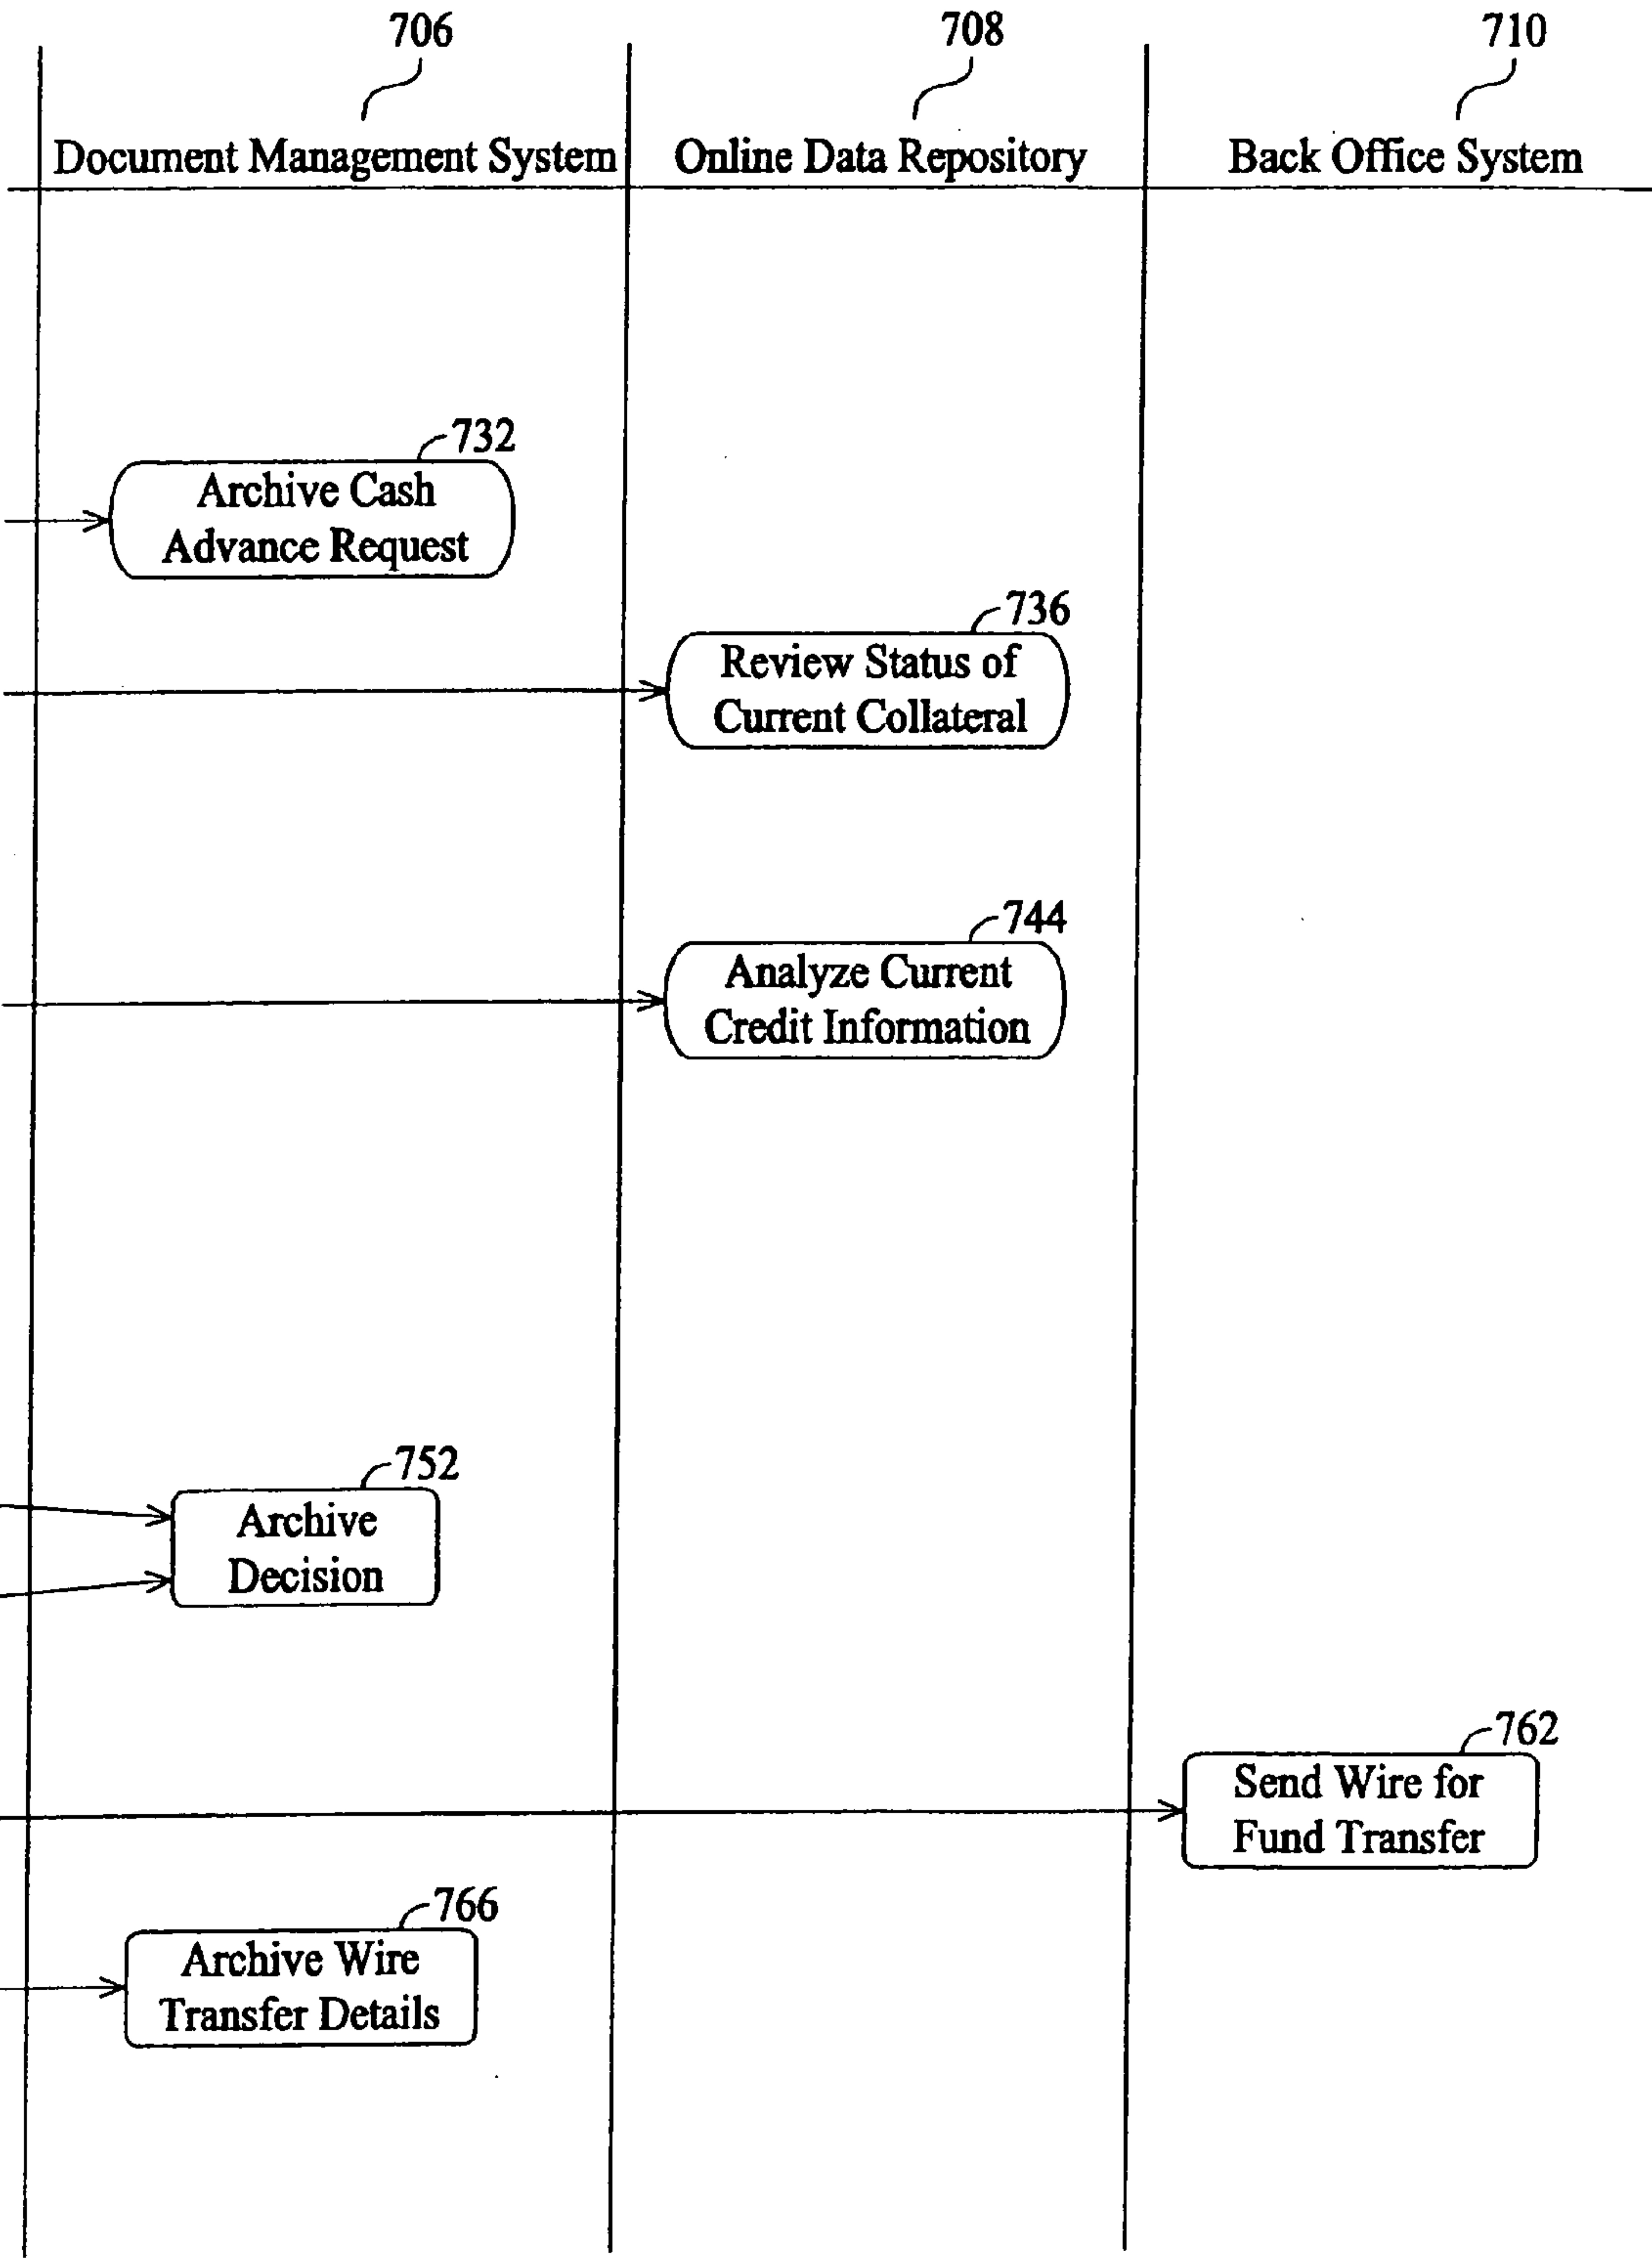 706
708
710
Document Management System
Online Data Repository
Back Office System
732
Archive Cash
Advance Request
736
Review Status of
Current Collateral
744
Analyze Current
Credit Information
752
Archive
Decision
762
Send Wire for
Fund Transfer
766
Archive Wire
Transfer Details